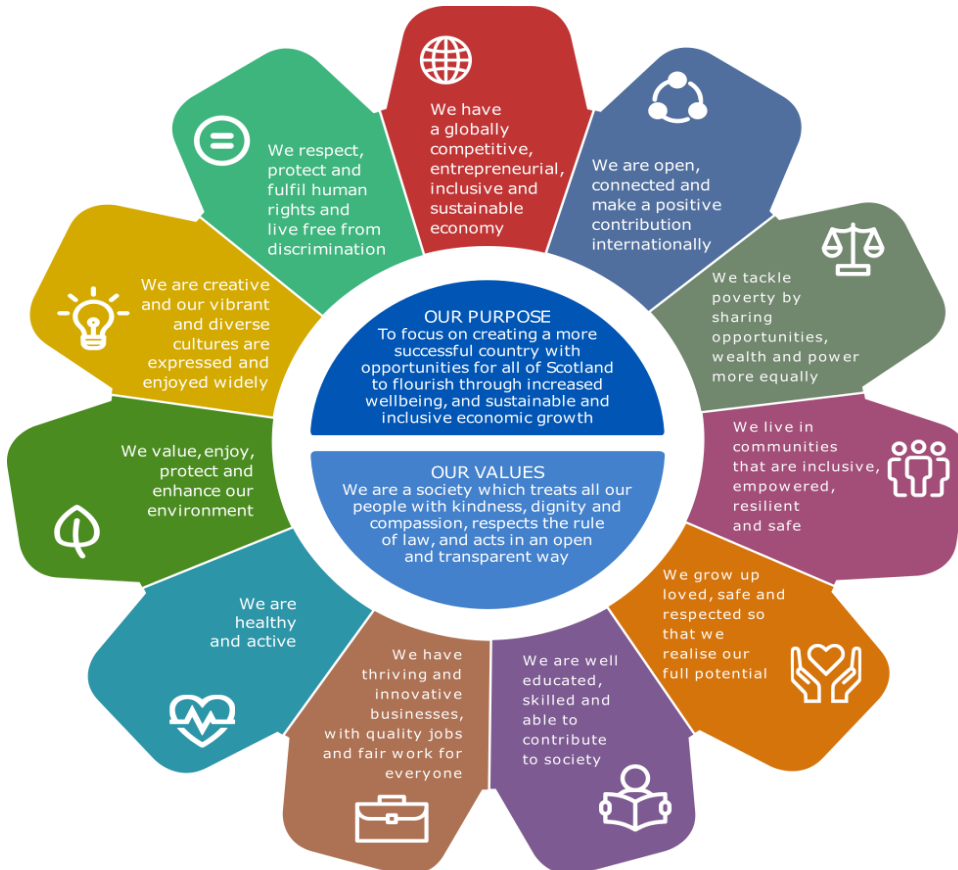 We have
a globally
competitive,
entrepreneurial,
inclusive and
sustainable
economy
We are open,
connected and
make a positive
contribution
internationally
We tackle
poverty by
sharing
opportunities,
wealth and power
more equally
We live in
communities
that are inclusive,
empowered,
resilient
and safe
We grow up
loved, safe and
respected so
that we
realise our
full potential
We are well
educated,
skilled and
able to
contribute
to society
We have
thriving and
innovative
businesses,
with quality jobs
and fair work for
everyone
We are
healthy
and active
We value, enjoy,
protect and
enhance our
environment
We are creative
and our vibrant
and diverse
cultures are
expressed and
enjoyed widely
We respect,
protect and
fulfil human
rights and
live free from
discrimination
OUR PURPOSE
To focus on creating a more
successful country with
opportunities for all of Scotland
to flourish through increased
wellbeing, and sustainable and
inclusive economic growth
OUR VALUES
We are a society which treats all our
people with kindness, dignity and
compassion, respects the rule
of law, and acts in an open
and transparent way